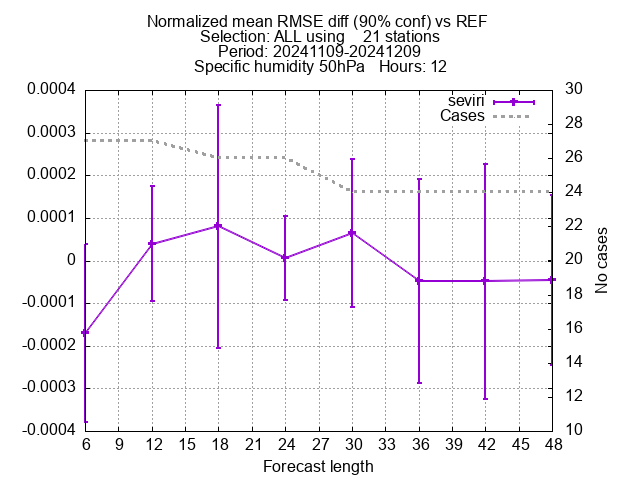 Normalized mean RMSE diff (90% conf) vs REF
Selection: ALL using    21 stations
Period: 20241109-20241209
Specific humidity 50hPa   Hours: 12
seviri
Cases
0.0004
0.0003
0.0002
0.0001
0
-0.0001
-0.0002
-0.0003
-0.0004
30
28
26
24
22
20
18
16
14
12
10
No cases
6 9 12 15 18 21 24 27 30 33 36 39 42 45 48
Forecast length